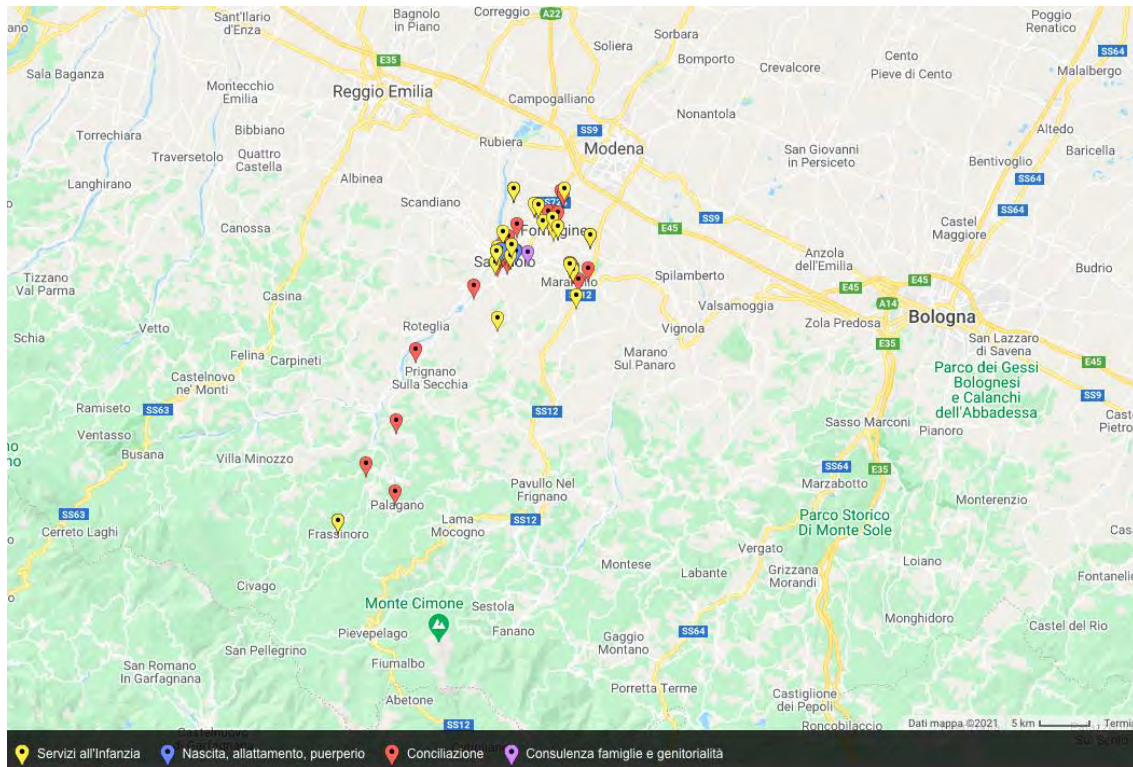 Bagnolo
in Piano
Correggio
A22
Sant'Ilario
d'Enza
Sorbara
Soliera
Poggio
Renatico
SS64
Malalbergo
E35
Bomporto
Crevalcore
Cento
Pieve di Cento
Sala Baganza
Montecchio
Emilia
Reggio Emilia
Campogalliano
Nonantola
Torrechiara
Bibbiano
Traversetolo
Quattro
Castella
Rubiera
SS9
Modena
San Giovanni
in Persiceto
Altedo
Baricella
Bentivoglio
SS64
Langhirano
Albinea
Scandiano
SS64
Canossa
SS9
E45
Castel
Maggiore
Anzola
dell'Emilia
E45
Budrio
Tizzano
Val Parma
Casina
Spilamberto
E45
A14
SS12
Valsamoggia
Zola Predosa
Bologna
Vetto
Roteglia
Vignola
E35
San Lazzaro
di Savena
Schia
Felina
Carpineti
Marano
Sul Panaro
E45
Castelnovo
ne' Monti
Prignano
Sulla Secchia
Parco dei Gessi
Bolognesi
e Calanchi
dell'Abbadessa
SS9
Ramiseto
SS63
SS12
Sasso Marconi
Pianoro
Ventasso
Busana
Villa Minozzo
SS64
E35
Pavullo Nel
Frignano
Marzabotto
Monterenzio
Palagano
SS63
Cerreto Laghi
Frassinoro
Lama
Mocogno
SS12
Parco Storico
Di Monte Sole
Vergato
Montese
Labante
Grizzana
Morandi
Loiano
Civago
Monte Cimone
Sestola
Monghidoro
Pievepelago
Fanano
SS64
Castel del Rio
San Pellegrino
Gaggio
Montano
San Romano
In Garfagnana
Fiumalbo
Porretta Terme
Abetone
Castiglione
dei Pepoli
SS12
Roncobilaccio
Dati mappa ©2021 5 km
Servizi all'Infanzia Nascita, allattamento, puerperio Conciliazione Consulenza famiglie e genitorialità